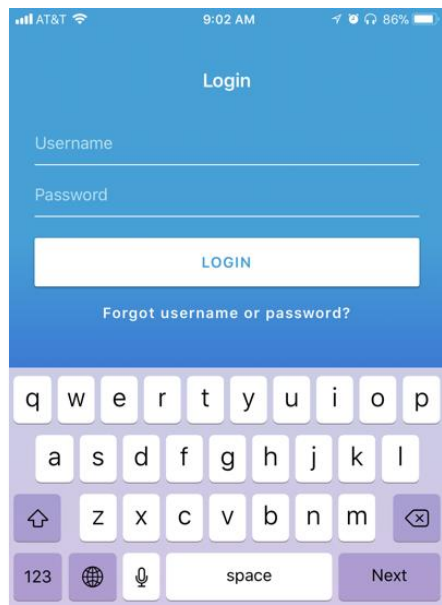 AT&T 9:02 AM 86%
Login
Username
Password
LOGIN
Forgot username or password?
q w e r t y u i o p
a s d f g h j k l
z x c v b n m
123 space Next